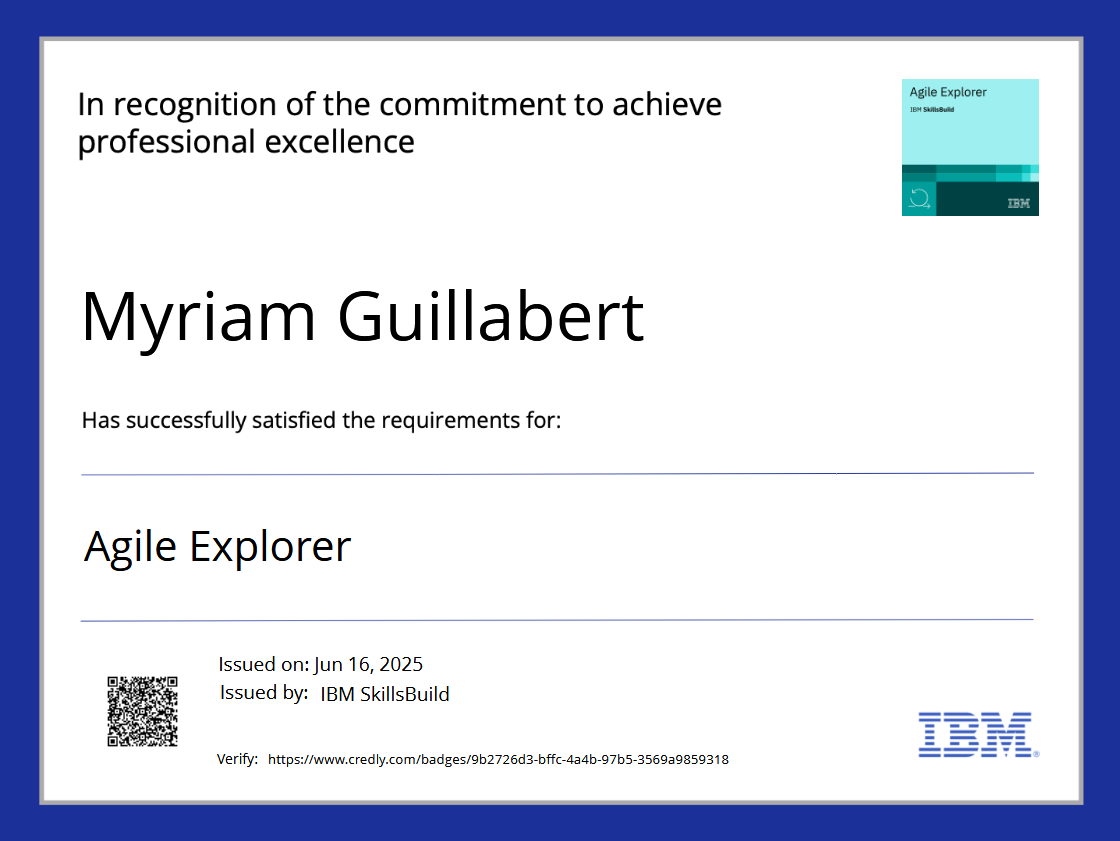 In recognition of the commitment to achieve
professional excellence
Agile Explorer
IBM SkillsBuild
IBM
Myriam Guillabert
Has successfully satisfied the requirements for:
Agile Explorer
Issued on: Jun 16, 2025
Issued by: IBM SkillsBuild
IBM®
Verify: https://www.credly.com/badges/9b2726d3-bffc-4a4b-97b5-3569a9859318